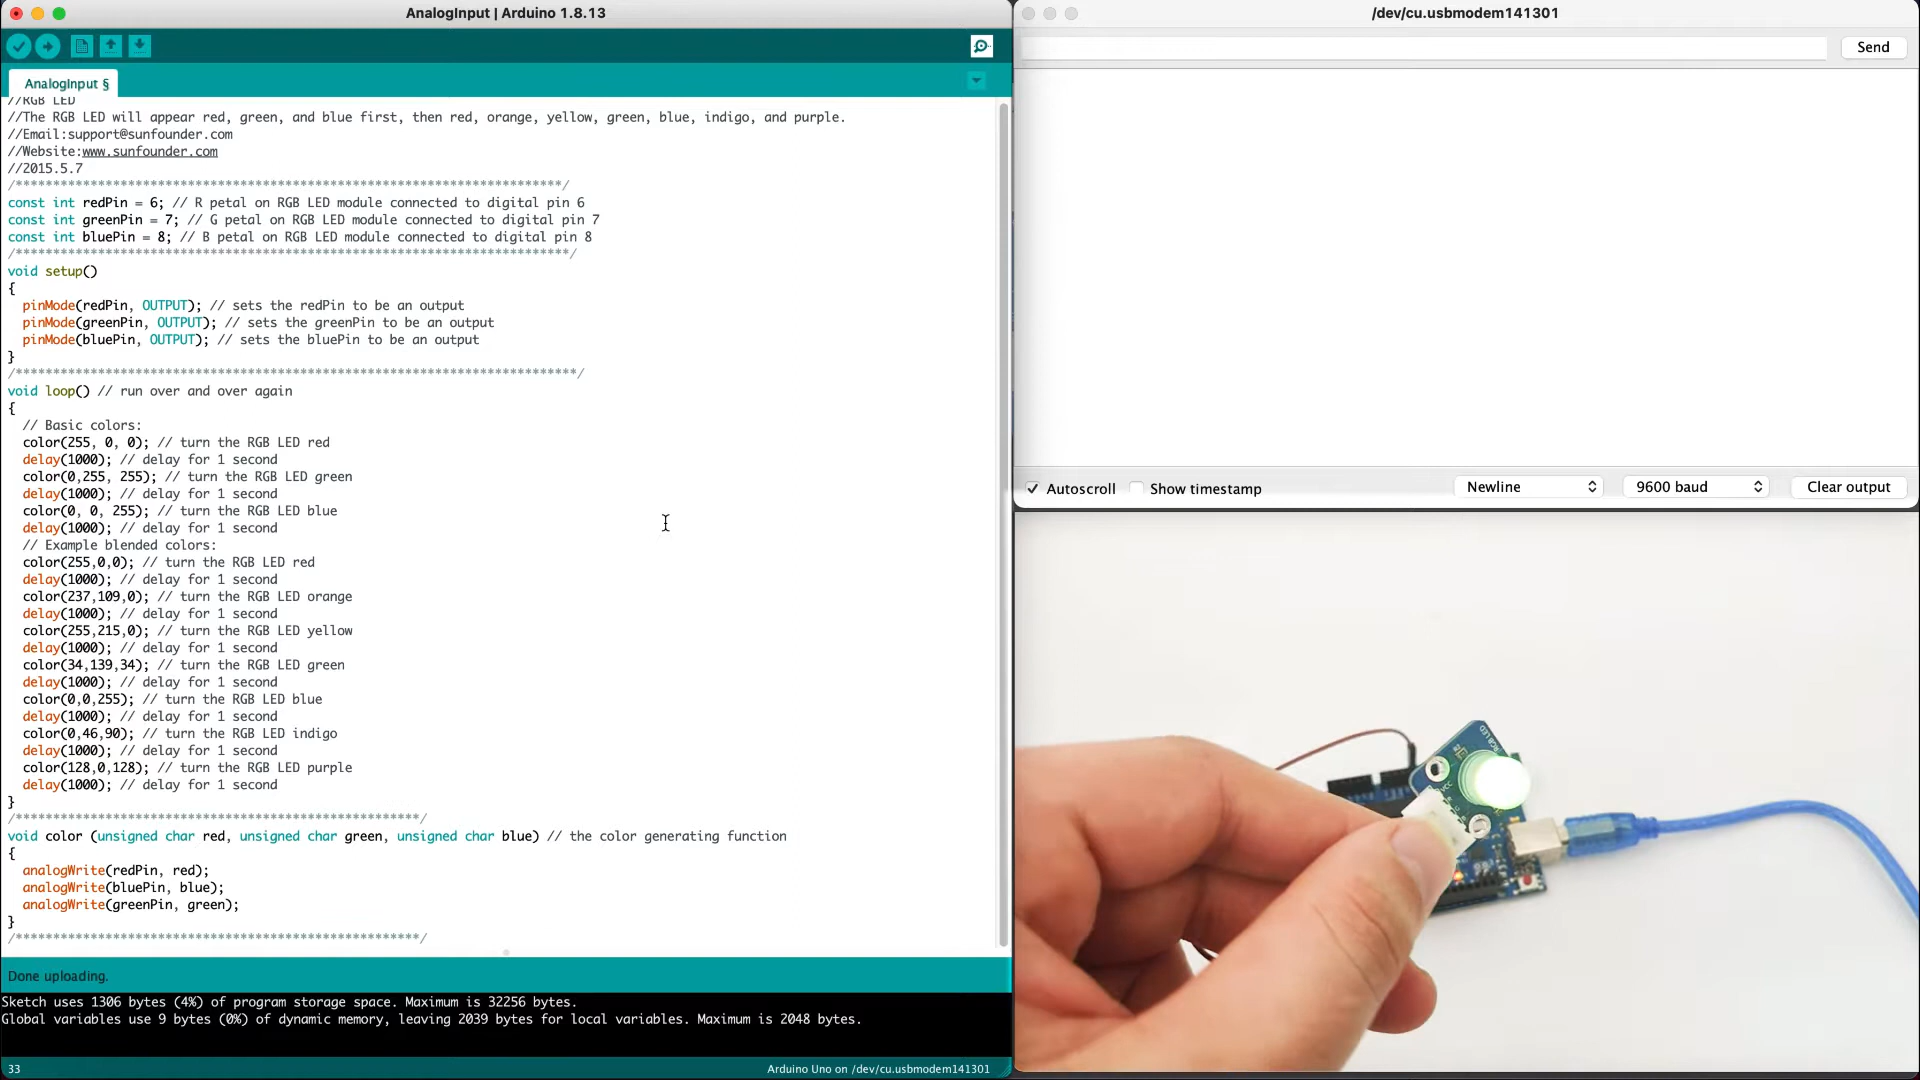 AnalogInput | Arduino 1.8.13
AnalogInput §
//RGB LED
//The RGB LED will appear red, green, and blue first, then red, orange, yellow, green, blue, indigo, and purple.
//Email:support@sunfounder.com
//Website:www.sunfounder.com
//2015.5.7
/*************************************************************************/
const int redPin = 6; // R petal on RGB LED module connected to digital pin 6
const int greenPin = 7; // G petal on RGB LED module connected to digital pin 7
const int bluePin = 8; // B petal on RGB LED module connected to digital pin 8
/**************************************************************************/
void setup()
{
pinMode(redPin, OUTPUT); // sets the redPin to be an output
pinMode(greenPin, OUTPUT); // sets the greenPin to be an output
pinMode(bluePin, OUTPUT); // sets the bluePin to be an output
}
/***************************************************************************/
void loop() // run over and over again
{
// Basic colors:
color(255, 0, 0); // turn the RGB LED red
delay(1000); // delay for 1 second
color(0,255, 255); // turn the RGB LED green
delay(1000); // delay for 1 second
color(0, 0, 255); // turn the RGB LED blue
delay(1000); // delay for 1 second
// Example blended colors:
color(255,0,0); // turn the RGB LED red
delay(1000); // delay for 1 second
color(237,109,0); // turn the RGB LED orange
delay(1000); // delay for 1 second
color(255,215,0); // turn the RGB LED yellow
delay(1000); // delay for 1 second
color(34,139,34); // turn the RGB LED green
delay(1000); // delay for 1 second
color(0,0,255); // turn the RGB LED blue
delay(1000); // delay for 1 second
color(0,46,90); // turn the RGB LED indigo
delay(1000); // delay for 1 second
color(128,0,128); // turn the RGB LED purple
delay(1000); // delay for 1 second
}
/******************************************************/
void color (unsigned char red, unsigned char green, unsigned char blue) // the color generating function
{
analogWrite(redPin, red);
analogWrite(bluePin, blue);
analogWrite(greenPin, green);
}
/******************************************************/
Done uploading.
Sketch uses 1306 bytes (4%) of program storage space. Maximum is 32256 bytes.
Global variables use 9 bytes (0%) of dynamic memory, leaving 2039 bytes for local variables. Maximum is 2048 bytes.
33
Arduino Uno on /dev/cu.usbmodem141301
/dev/cu.usbmodem141301
Send
Autoscroll
Show timestamp
Newline
9600 baud
Clear output
RGB LED